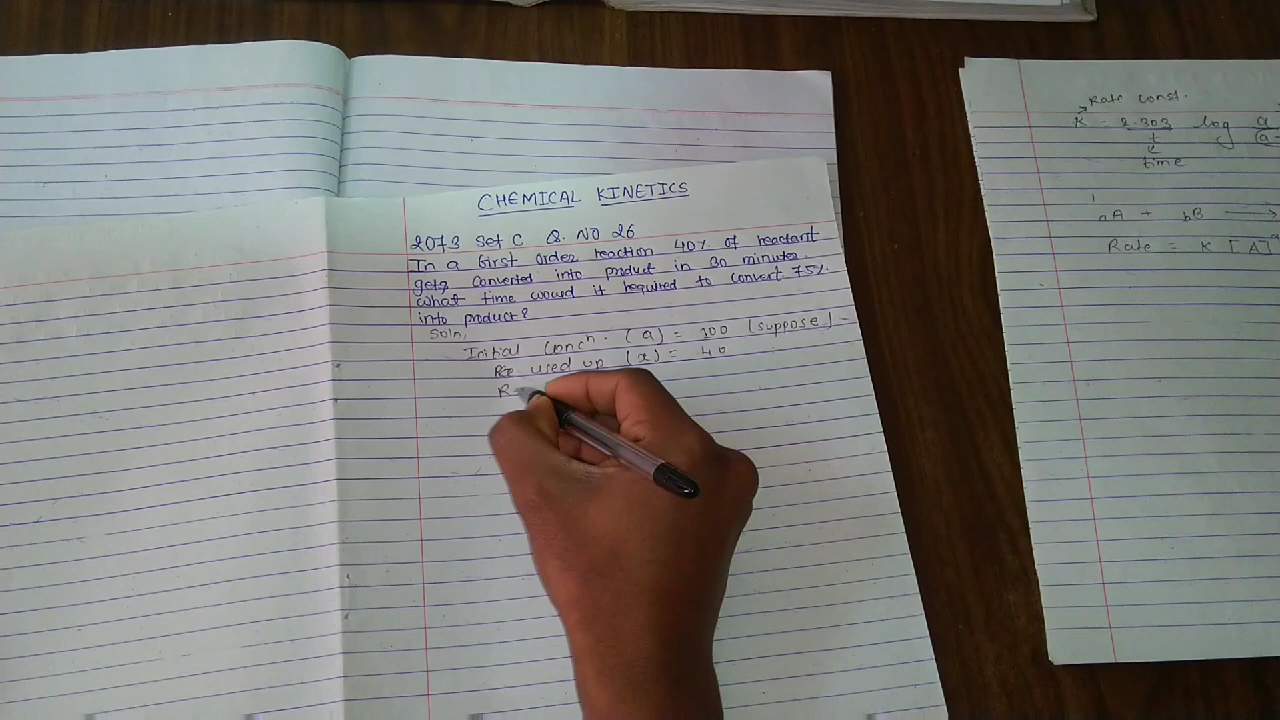 CHEMICAL KINETICS
2073 Set C Q. NO 26
In a first order reaction 40% of reactant
gets converted into product in 30 minutes.
what time would it required to convert 75%
into product?
Soln,
Initial Concn. (a) = 100 (suppose)
used up (x) = 40
R
Rate const.
K = 2.303 log a
t (a-
time
aA + bB →
Rate = K [A]a